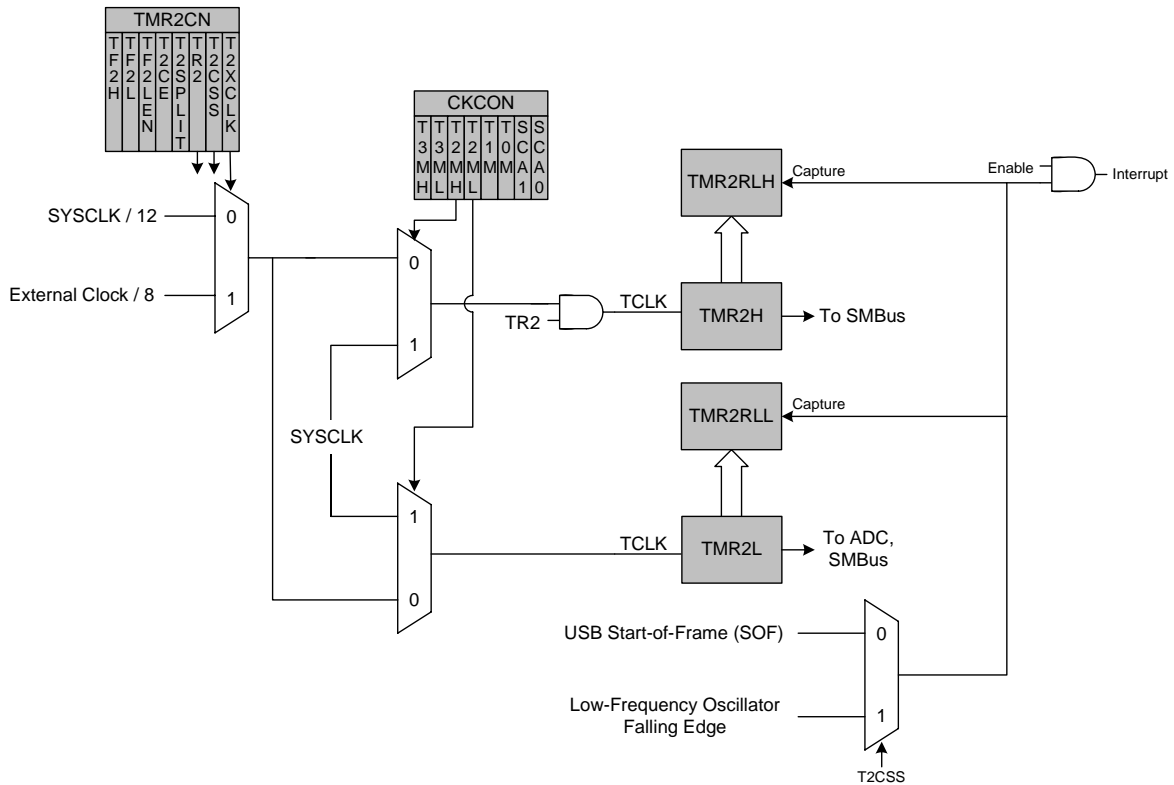 TMR2CN
TF2H
TF2L
TF2LEN
T2CE
T2SPLIT
TR2
T2CSS
T2XCLK
CKCON
T3MH
T3ML
T2MH
T2ML
T1M
T0M
SCA1
SCA0
SYSCLK / 12
0
External Clock / 8
1
0
1
TR2
TCLK
TMR2RLH
Capture
Enable
Interrupt
TMR2H
To SMBus
SYSCLK
1
0
TCLK
TMR2RLL
Capture
TMR2L
To ADC,
SMBus
USB Start-of-Frame (SOF)
0
Low-Frequency Oscillator
Falling Edge
1
T2CSS